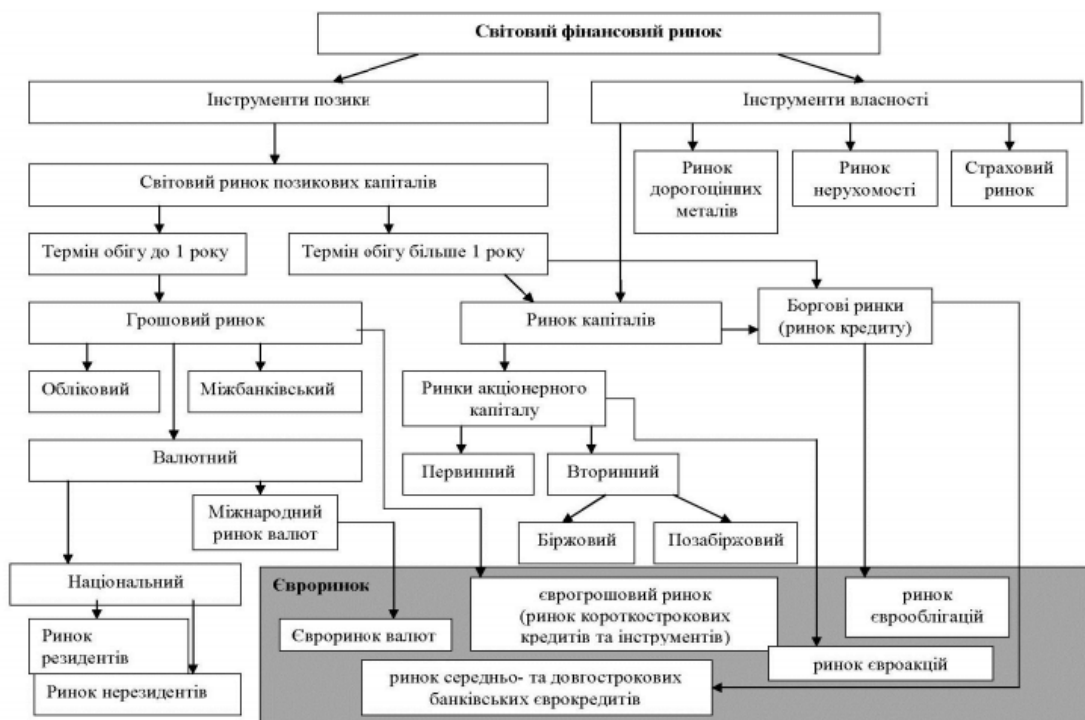 Світовий фінансовий ринок
Інструменти позики
Інструменти власності
Ринок
дорогоцінних
металів
Ринок
нерухомості
Страховий
ринок
Світовий ринок позикових капіталів
Термін обігу до 1 року
Термін обігу більше 1 року
Грошовий ринок
Ринок капіталів
Боргові ринки
(ринок кредиту)
Обліковий
Міжбанківський
Ринки акціонерного
капіталу
Валютний
Первинний
Вторинний
Міжнародний
ринок валют
Біржовий
Позабіржовий
Національний
Євроринок
єврогрошовий ринок
(ринок короткострокових
кредитів та інструментів)
ринок
єврооблігацій
Ринок
резидентів
Євроринок валют
ринок євроакцій
Ринок нерезидентів
ринок середньо- та довгострокових
банківських єврокредитів